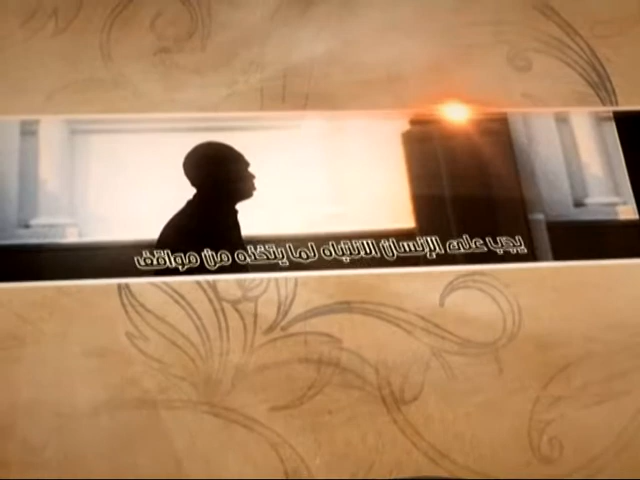 يجب على الإنسان الانتباه لما يتخذه من مواقف